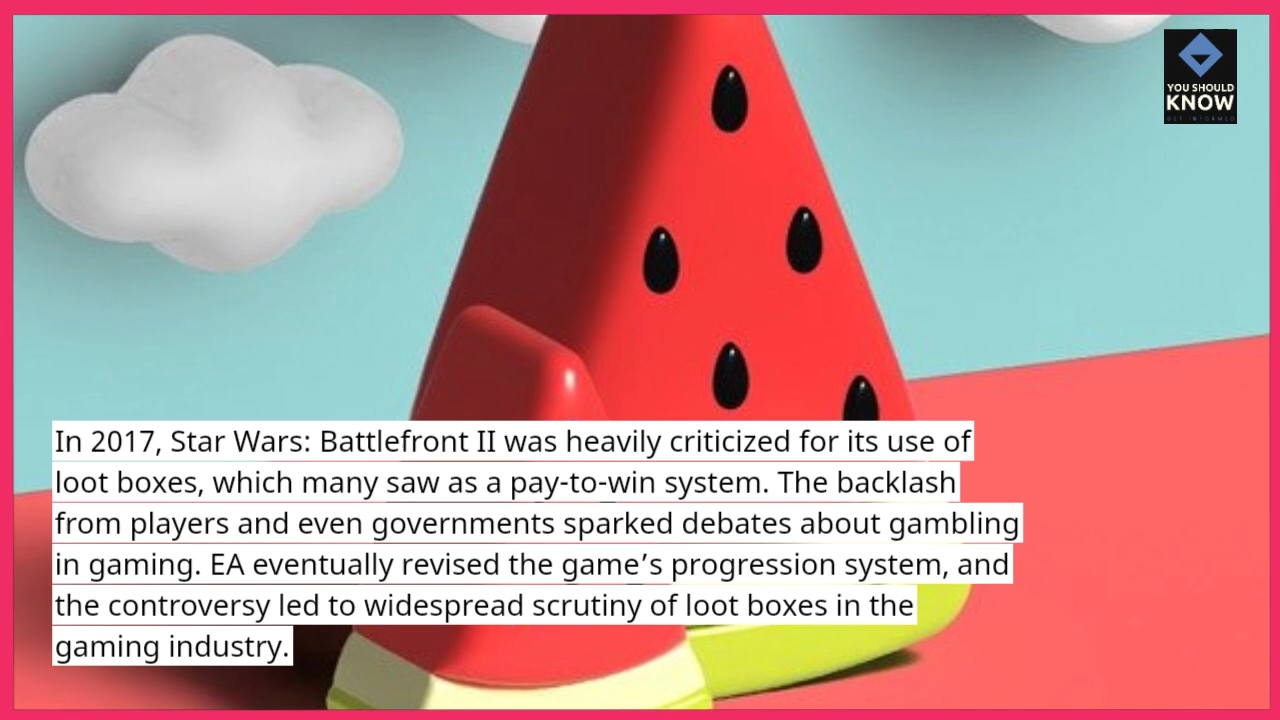 YOU SHOULD
KNOW
GET INFORMED
In 2017, Star Wars: Battlefront II was heavily criticized for its use of
loot boxes, which many saw as a pay-to-win system. The backlash
from players and even governments sparked debates about gambling
in gaming. EA eventually revised the game’s progression system, and
the controversy led to widespread scrutiny of loot boxes in the
gaming industry.